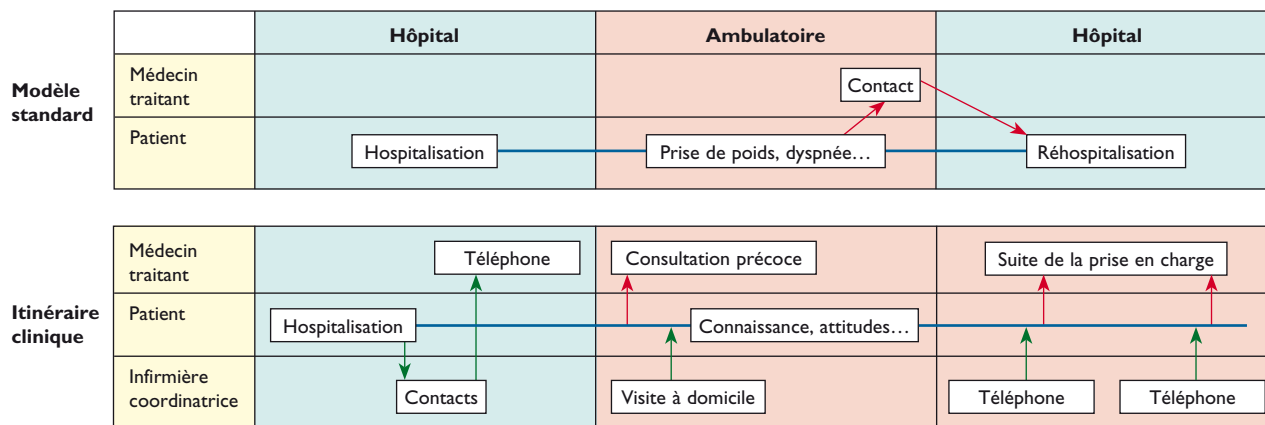 Hôpital
Ambulatoire
Hôpital
Modèle
standard
Médecin
traitant
Contact
Patient
Hospitalisation
Prise de poids, dyspnée…
Réhospitalisation
Itinéraire
clinique
Médecin
traitant
Téléphone
Consultation précoce
Suite de la prise en charge
Patient
Hospitalisation
Connaissance, attitudes…
Infirmière
coordinatrice
Contacts
Visite à domicile
Téléphone
Téléphone